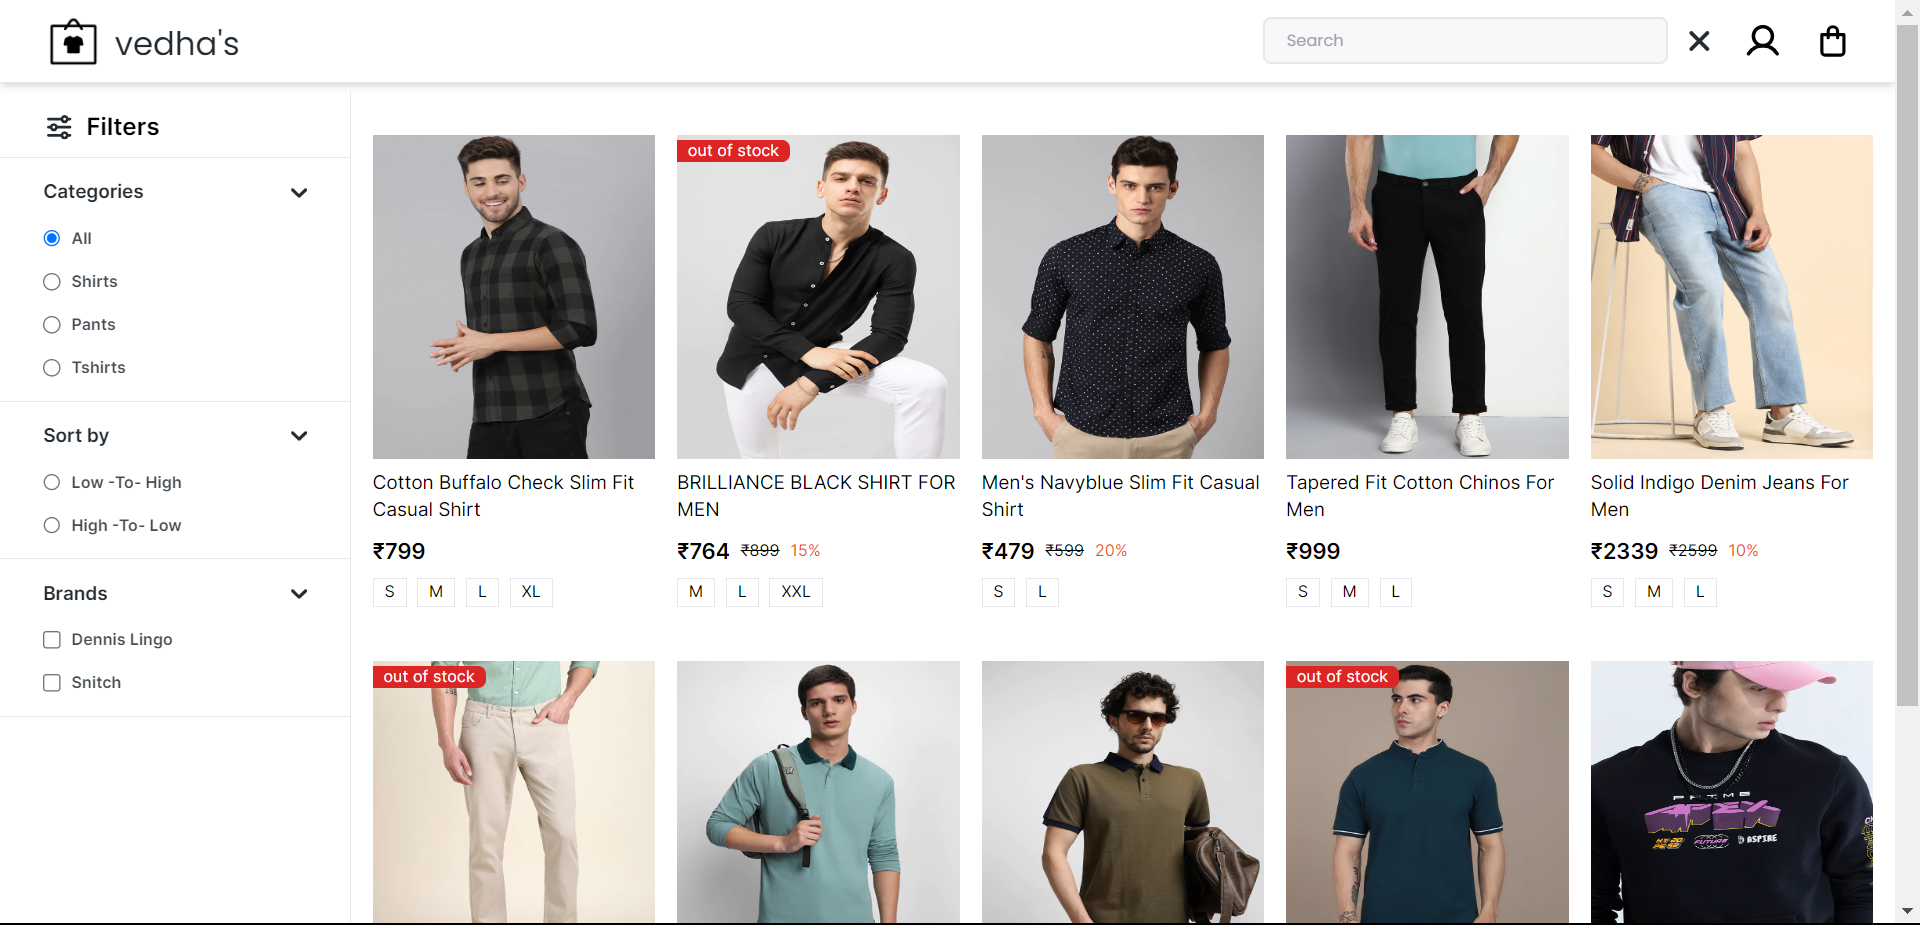 vedha's
Search
Filters
Categories
All
Shirts
Pants
Tshirts
Sort by
Low -To- High
High -To- Low
Brands
Dennis Lingo
Snitch
Cotton Buffalo Check Slim Fit
Casual Shirt
₹799
S M L XL
out of stock
BRILLIANCE BLACK SHIRT FOR
MEN
₹764 ₹899 15%
M L XXL
Men's Navyblue Slim Fit Casual
Shirt
₹479 ₹599 20%
S L
Tapered Fit Cotton Chinos For
Men
₹999
S M L
Solid Indigo Denim Jeans For
Men
₹2339 ₹2599 10%
S M L
out of stock
out of stock
APEX
FUTURE
ASPIRE